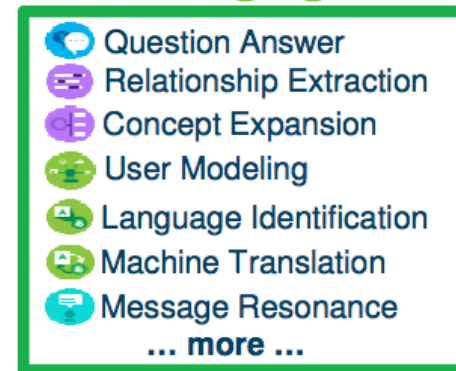 Question Answer
Relationship Extraction
Concept Expansion
User Modeling
Language Identification
Machine Translation
Message Resonance
... more ...